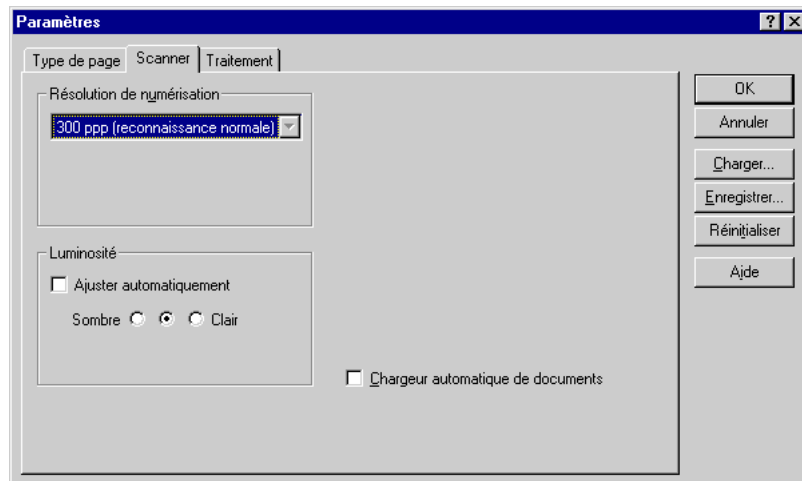 Paramètres
Type de page Scanner Traitement
Résolution de numérisation
300 ppp (reconnaissance normale)
Luminosité
Ajuster automatiquement
Sombre Clair
Chargeur automatique de documents
OK
Annuler
Charger...
Enregistrer...
Réinitialiser
Aide